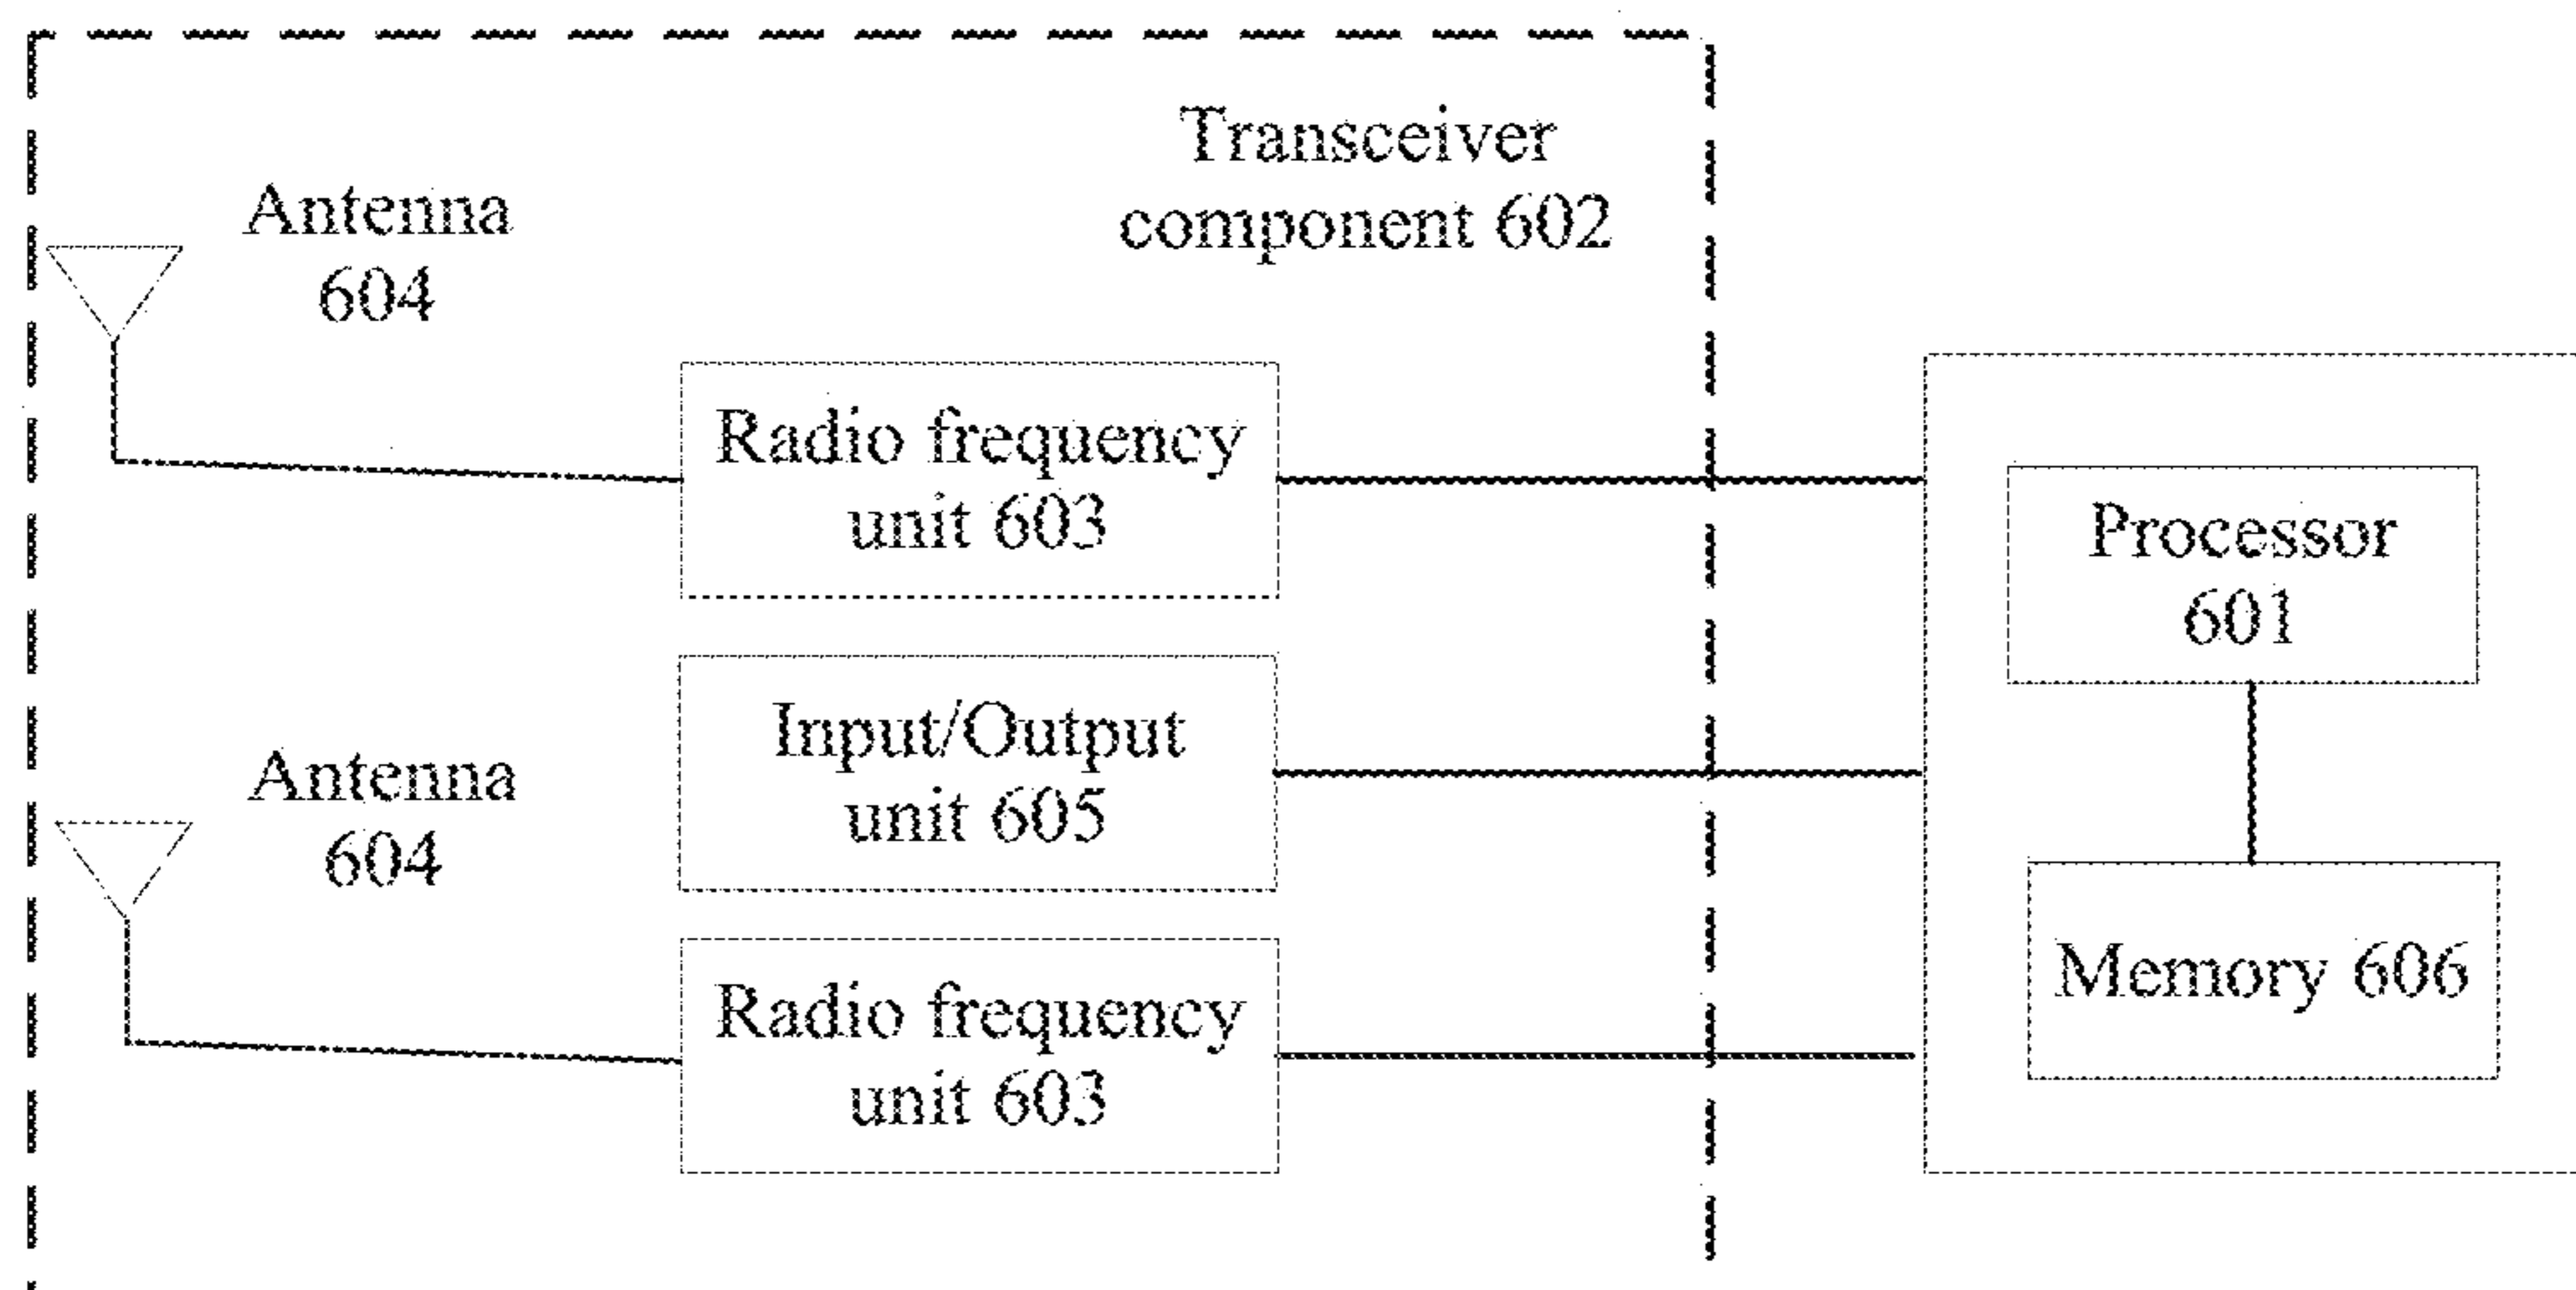 Transceiver
component 602
Antenna
604
Radio frequency
unit 603
Processor
601
Input/Output
unit 605
Antenna
604
Memory 606
Radio frequency
unit 603